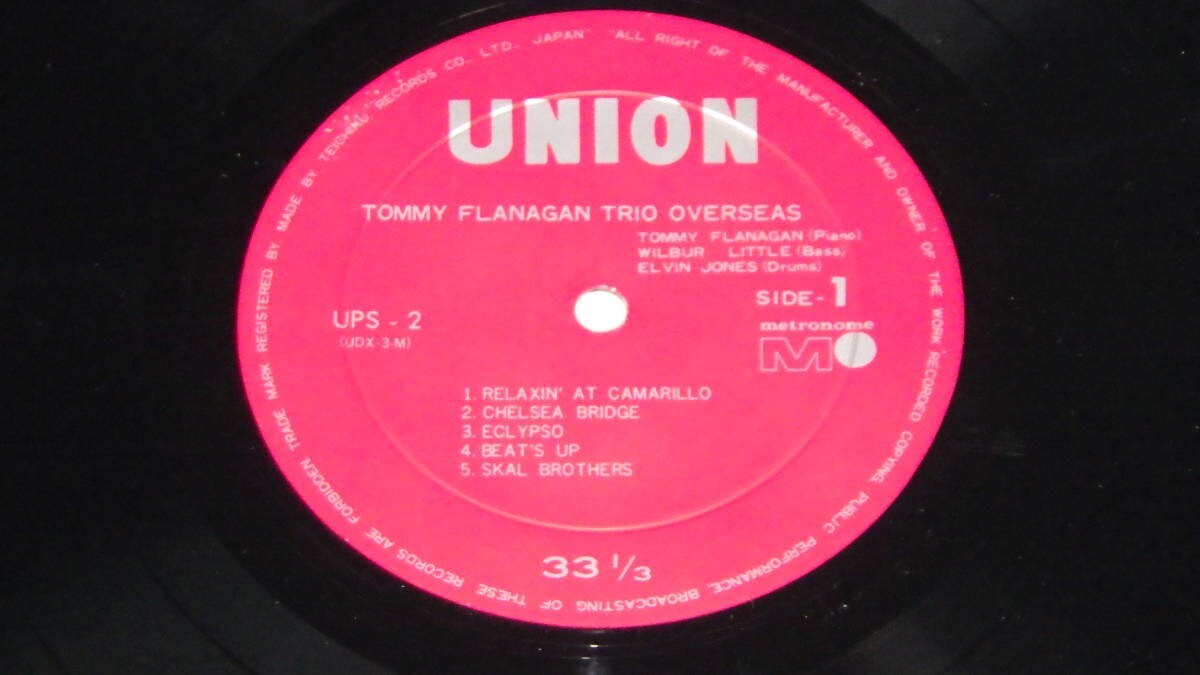 TRADE MARK REGISTERED BY MADE BY TEICHIKU RECORDS CO., LTD., JAPAN" "ALL RIGHT OF THE MANUFACTURER AND OWNER OF THE WORK RECORDED COPYING, PUBLIC PERFORMANCE, BROADCASTING OF THESE RECORDS ARE FORBIDDEN
UNION
TOMMY FLANAGAN TRIO OVERSEAS
TOMMY FLANAGAN (Piano)
WILBUR LITTLE (Bass)
ELVIN JONES (Drums)
SIDE-1
UPS - 2
(UDX-3-M)
metronome
M
1. RELAXIN' AT CAMARILLO
2. CHELSEA BRIDGE
3. ECLYPSO
4. BEAT'S UP
5. SKAL BROTHERS
33 1/3